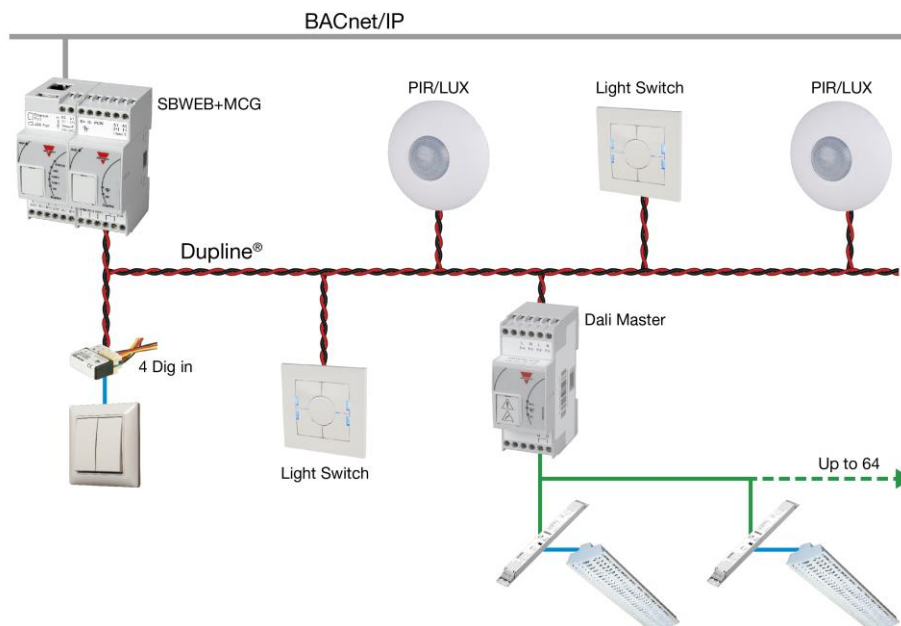 BACnet/IP
SBWEB+MCG
PIR/LUX
Light Switch
PIR/LUX
Dupline®
Dali Master
4 Dig in
Light Switch
Up to 64